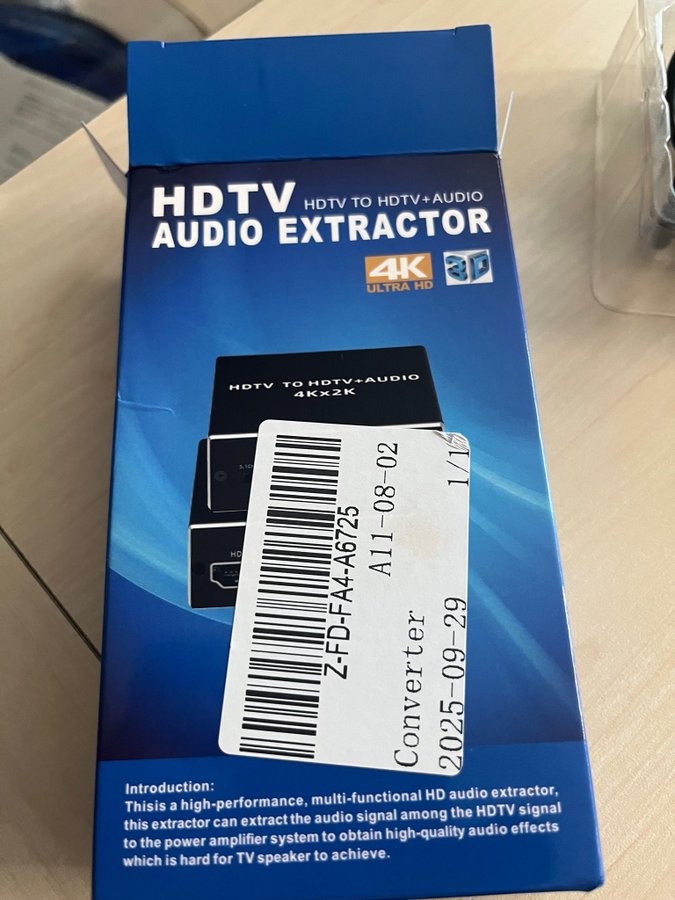 HDTV HDTV TO HDTV+AUDIO
AUDIO EXTRACTOR
4K 3D
ULTRA HD
HDTV TO HDTV+AUDIO
4Kx2K
HD
Z-FD-FA4-A6725
A11-08-02
1/1
Converter
2025-09-29
Introduction:
Thisis a high-performance, multi-functional HD audio extractor,
this extractor can extract the audio signal among the HDTV signal
to the power amplifier system to obtain high-quality audio effects
which is hard for TV speaker to achieve.